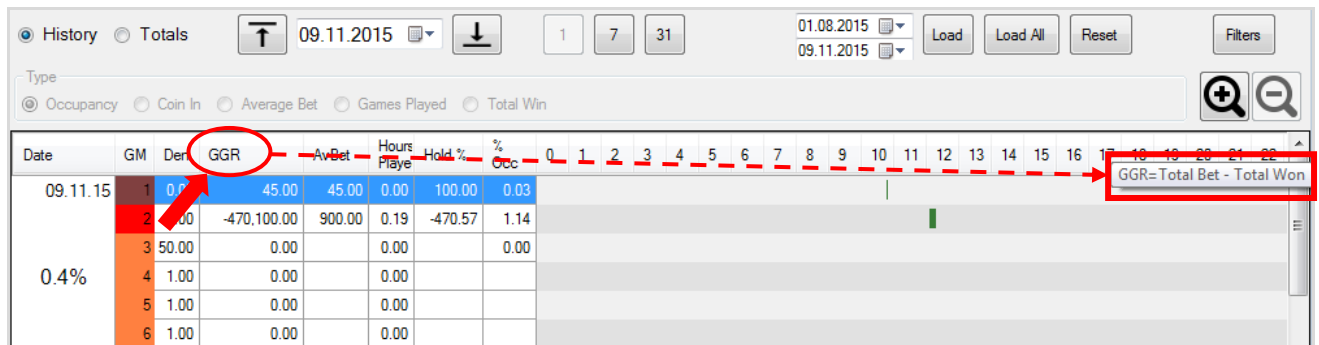 History Totals 09.11.2015 1 7 31 01.08.2015 Load Load All Reset Filters
09.11.2015
Type
Occupancy Coin In Average Bet Games Played Total Win
Date GM Den GGR AvBet Hours Playe Hold % % Occ 0 1 2 3 4 5 6 7 8 9 10 11 12 13 14 15 16 17 18 19 20 21 22
GGR=Total Bet - Total Won
09.11.15 1 45.00 45.00 0.00 100.00 0.03
2 -470,100.00 900.00 0.19 -470.57 1.14
3 50.00 0.00 0.00 0.00
0.4% 4 1.00 0.00 0.00
5 1.00 0.00 0.00
6 1.00 0.00 0.00